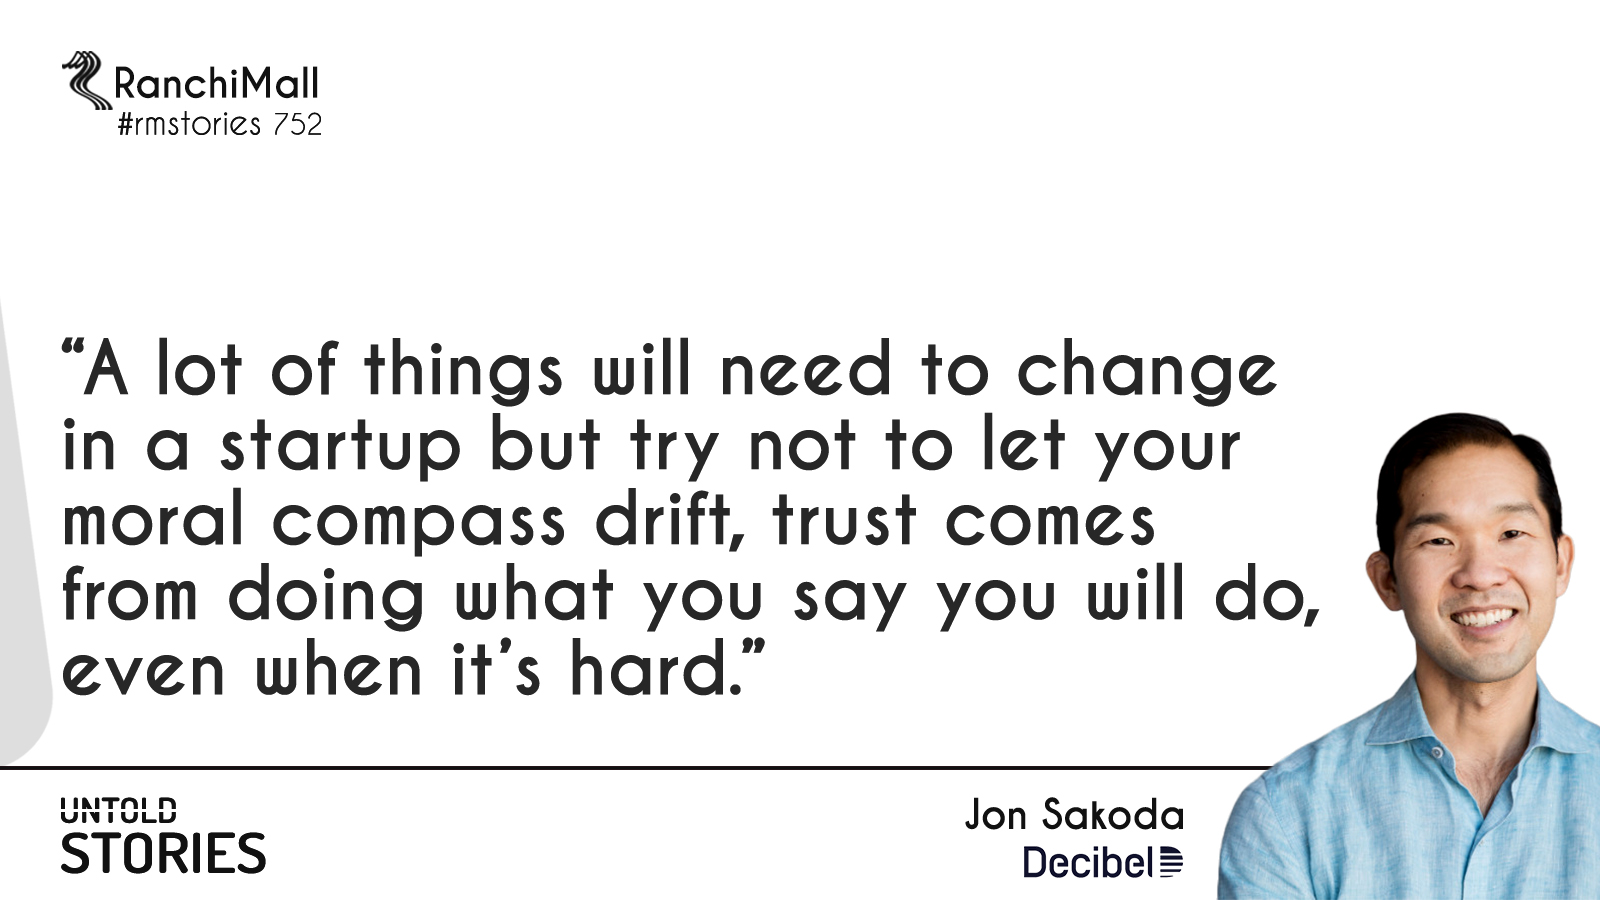 RanchiMall
#rmstories 752
“A lot of things will need to change
in a startup but try not to let your
moral compass drift, trust comes
from doing what you say you will do,
even when it’s hard.”
UNTOLD
STORIES
Jon Sakoda
Decibel